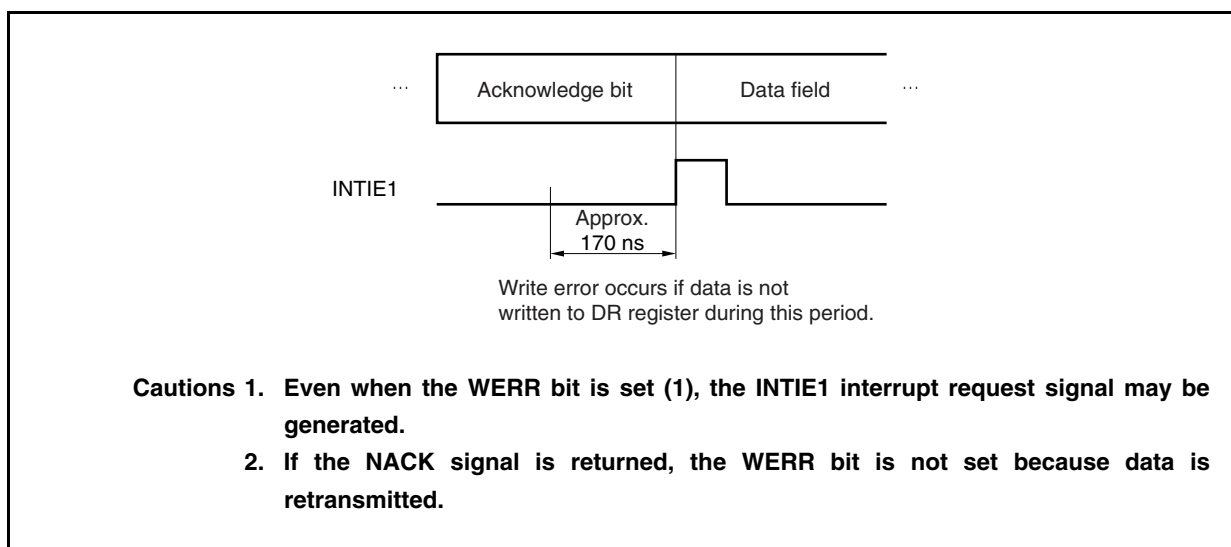 ... Acknowledge bit Data field ...
INTIE1
Approx.
170 ns
Write error occurs if data is not
written to DR register during this period.
Cautions 1. Even when the WERR bit is set (1), the INTIE1 interrupt request signal may be
generated.
2. If the NACK signal is returned, the WERR bit is not set because data is
retransmitted.